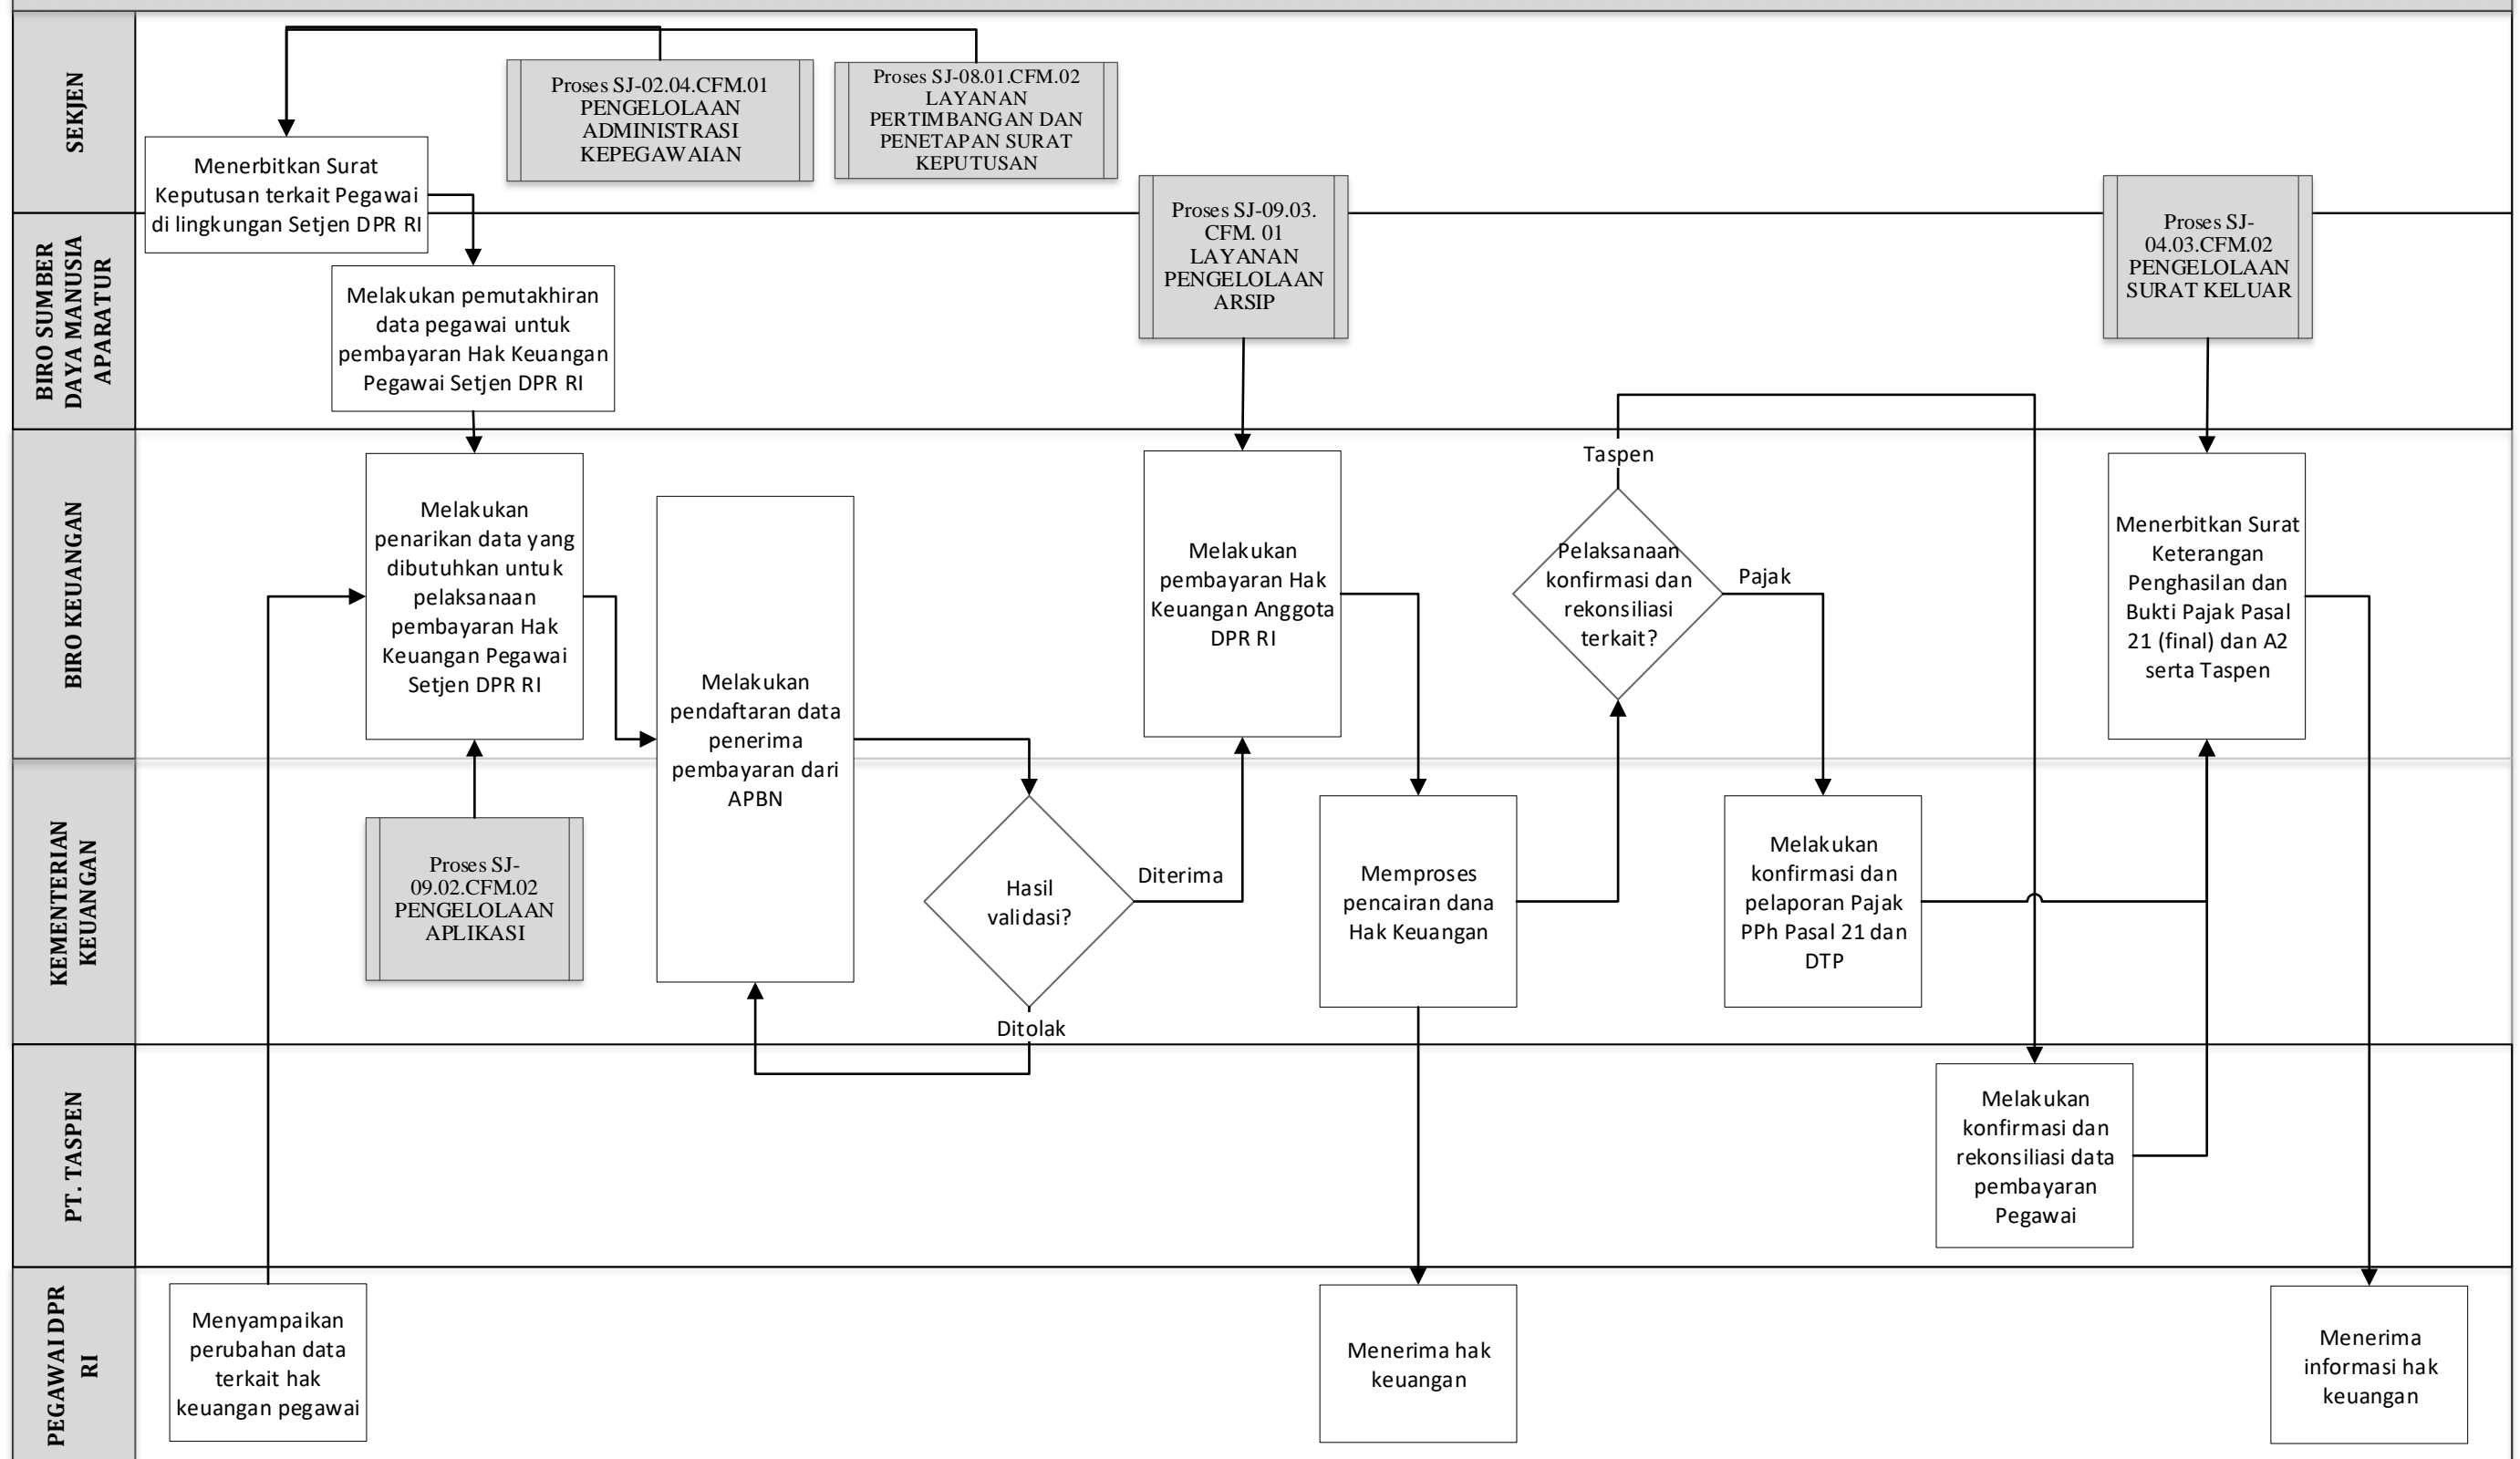 SEKJEN
Proses SJ-02.04.CFM.01
PENGELOLAAN
ADMINISTRASI
KEPEGAWAIAN
Proses SJ-08.01.CFM.02
LAYANAN
PERTIMBANGAN DAN
PENETAPAN SURAT
KEPUTUSAN
Menerbitkan Surat
Keputusan terkait Pegawai
di lingkungan Setjen DPR RI
Proses SJ-09.03.
CFM. 01
LAYANAN
PENGELOLAAN
ARSIP
Proses SJ-
04.03.CFM.02
PENGELOLAAN
SURAT KELUAR
BIRO SUMBER
DAYA MANUSIA
APARATUR
Melakukan pemutakhiran
data pegawai untuk
pembayaran Hak Keuangan
Pegawai Setjen DPR RI
BIRO KEUANGAN
Melakukan
penarikan data yang
dibutuhkan untuk
pelaksanaan
pembayaran Hak
Keuangan Pegawai
Setjen DPR RI
Melakukan
pendaftaran data
penerima
pembayaran dari
APBN
Melakukan
pembayaran Hak
Keuangan Anggota
DPR RI
Taspen
Pelaksanaan
konfirmasi dan
rekonsiliasi
terkait?
Pajak
Menerbitkan Surat
Keterangan
Penghasilan dan
Bukti Pajak Pasal
21 (final) dan A2
serta Taspen
KEMENTERIAN
KEUANGAN
Proses SJ-
09.02.CFM.02
PENGELOLAAN
APLIKASI
Hasil
validasi?
Diterima
Ditolak
Memproses
pencairan dana
Hak Keuangan
Melakukan
konfirmasi dan
pelaporan Pajak
PPh Pasal 21 dan
DTP
PT. TASPEN
Melakukan
konfirmasi dan
rekonsiliasi data
pembayaran
Pegawai
PEGAWAI DPR
RI
Menyampaikan
perubahan data
terkait hak
keuangan pegawai
Menerima hak
keuangan
Menerima
informasi hak
keuangan